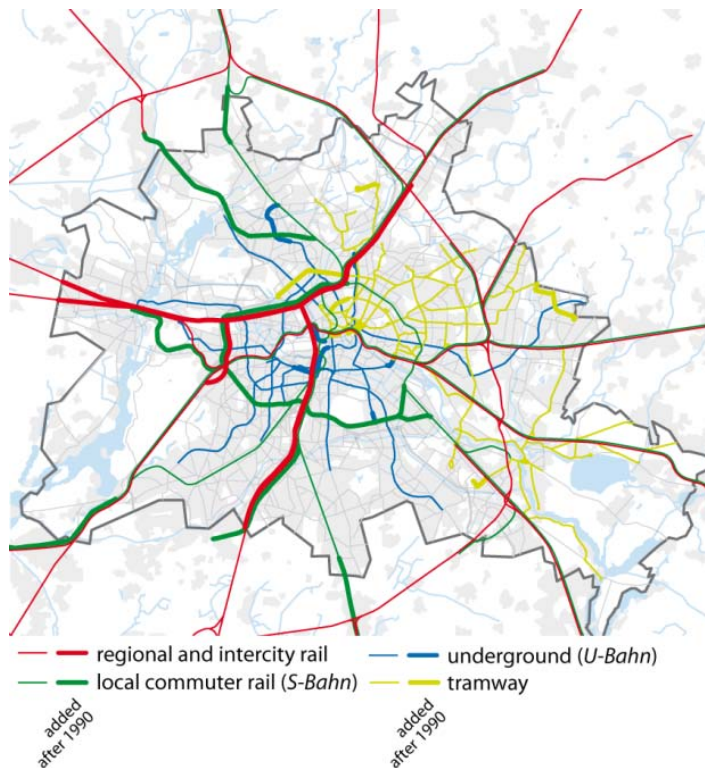 regional and intercity rail
local commuter rail (S-Bahn)
underground (U-Bahn)
tramway
added
after 1990
added
after 1990